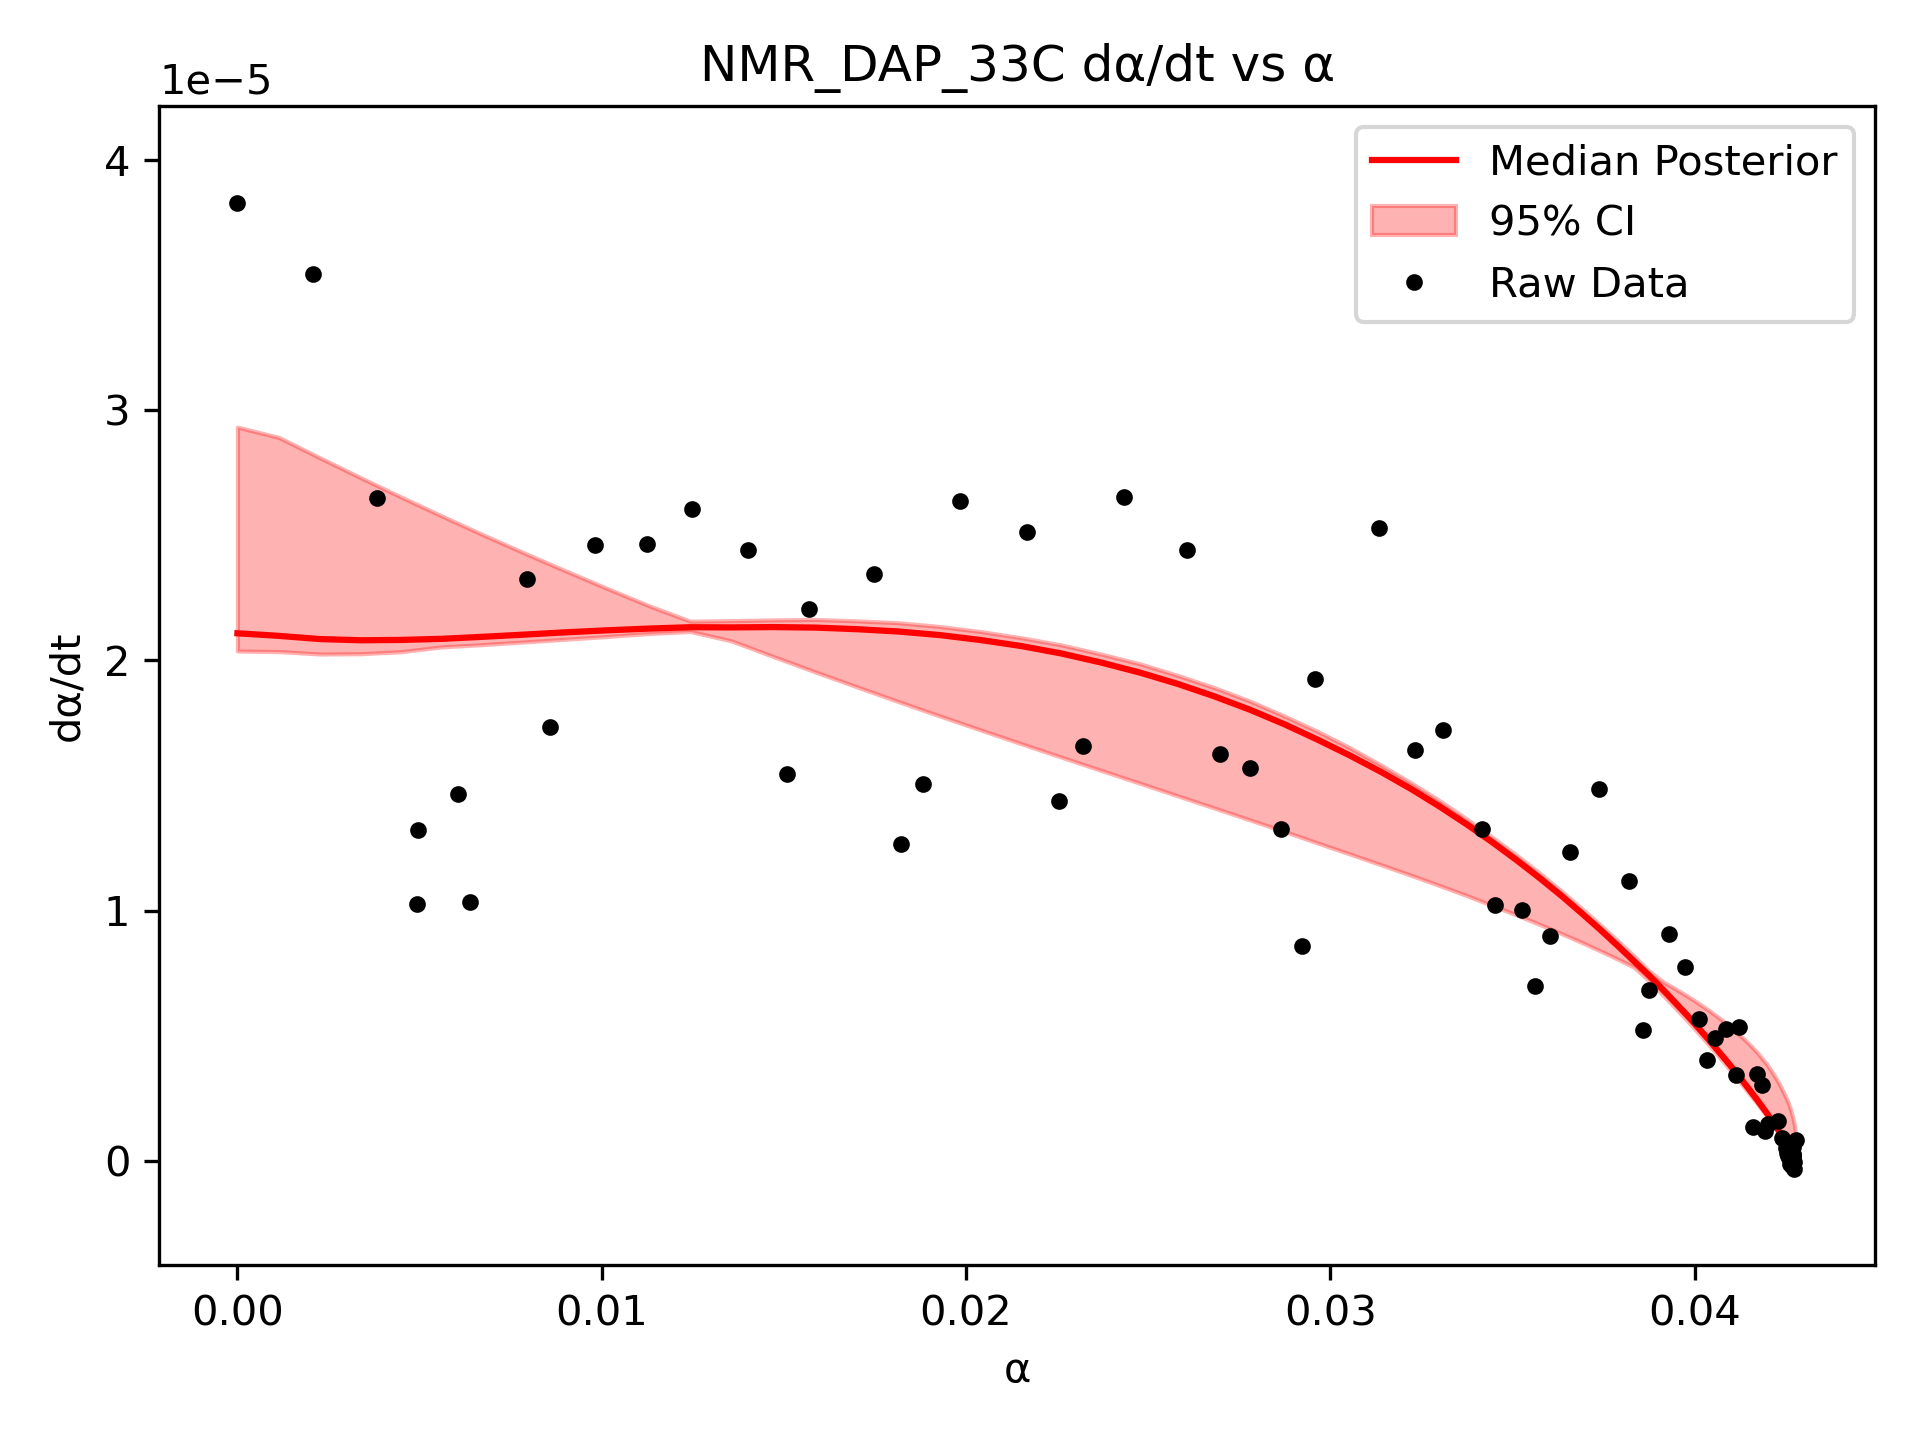 NMR_DAP_33C dα/dt vs α
1e−5
4
3
2
1
0
dα/dt
Median Posterior
95% CI
Raw Data
0.00 0.01 0.02 0.03 0.04
α